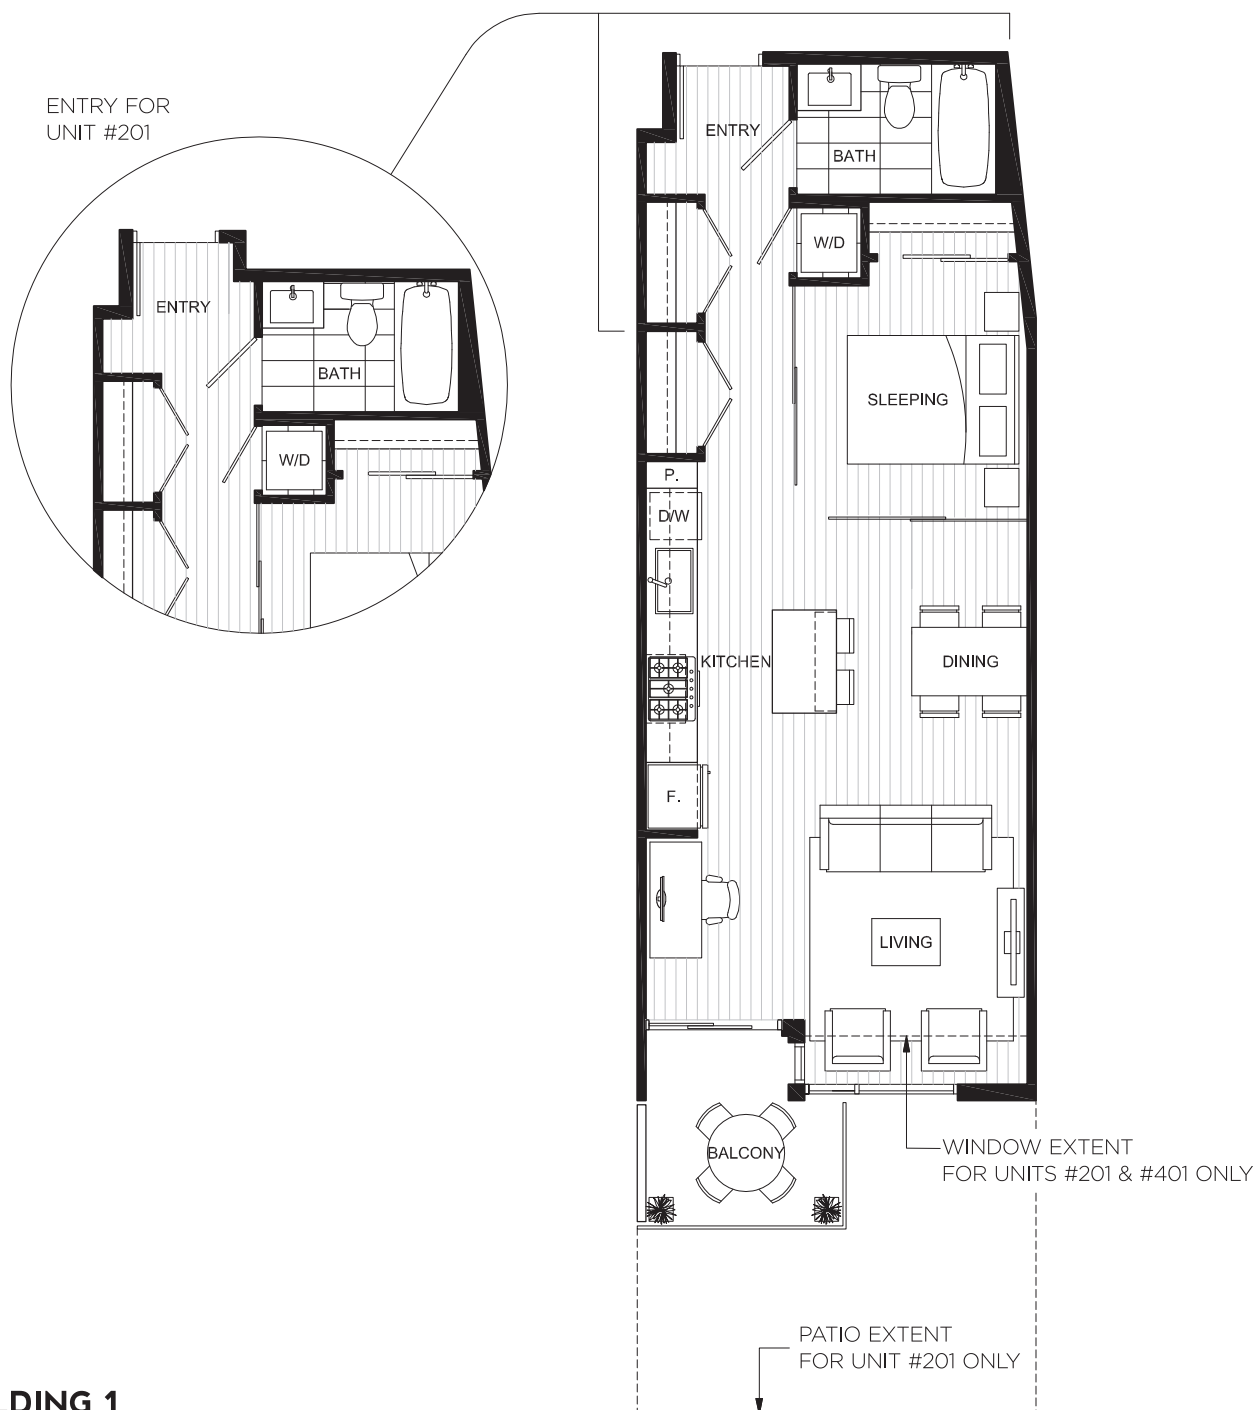 ENTRY FOR
UNIT #201
ENTRY
BATH
W/D
ENTRY
BATH
W/D
SLEEPING
P.
D/W
KITCHEN
DINING
F.
LIVING
BALCONY
WINDOW EXTENT
FOR UNITS #201 & #401 ONLY
PATIO EXTENT
FOR UNIT #201 ONLY
LDING 1